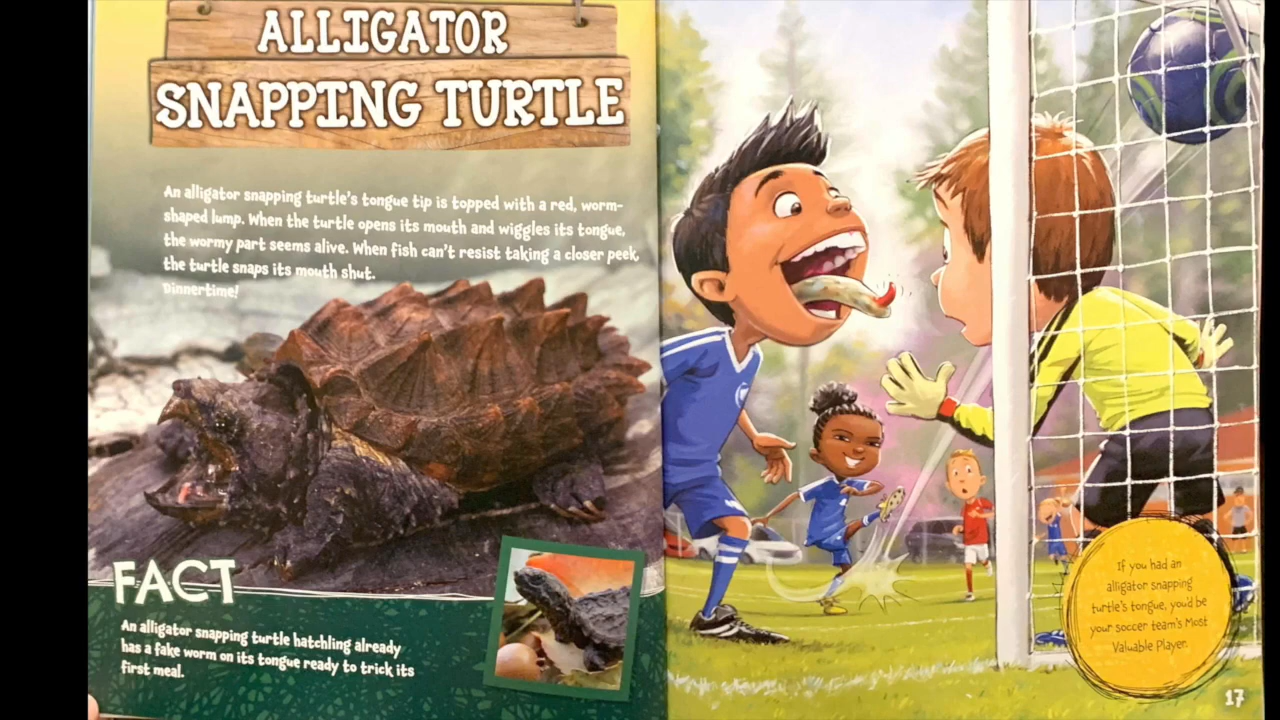 ALLIGATOR
SNAPPING TURTLE
An alligator snapping turtle's tongue tip is topped with a red, worm-
shaped lump. When the turtle opens its mouth and wiggles its tongue,
the wormy part seems alive. When fish can't resist taking a closer peek,
the turtle snaps its mouth shut.
Dinnertime!
FACT
An alligator snapping turtle hatchling already
has a fake worm on its tongue ready to trick its
first meal.
If you had an
alligator snapping
turtle's tongue, you'd be
your soccer team's Most
Valuable Player.
17